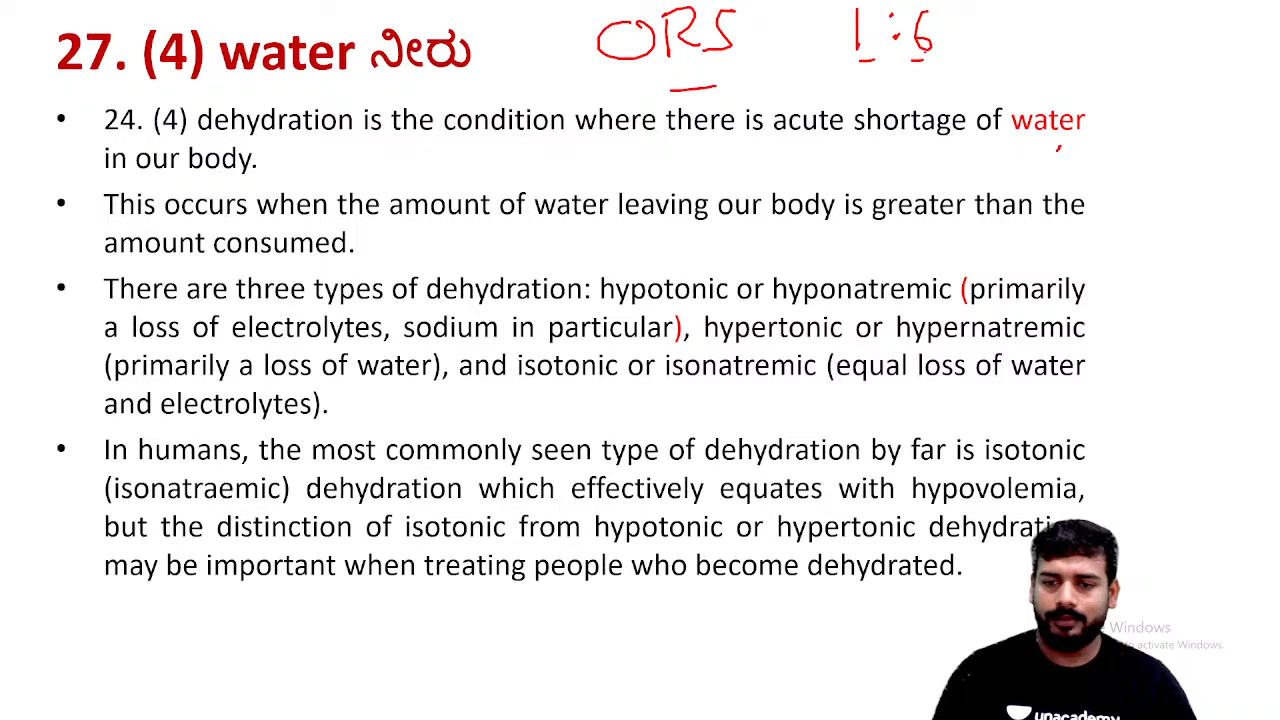 27. (4) water ನೀರು ORS 1:6
• 24. (4) dehydration is the condition where there is acute shortage of water
in our body.
• This occurs when the amount of water leaving our body is greater than the
amount consumed.
• There are three types of dehydration: hypotonic or hyponatremic (primarily
a loss of electrolytes, sodium in particular), hypertonic or hypernatremic
(primarily a loss of water), and isotonic or isonatremic (equal loss of water
and electrolytes).
• In humans, the most commonly seen type of dehydration by far is isotonic
(isonatraemic) dehydration which effectively equates with hypovolemia,
but the distinction of isotonic from hypotonic or hypertonic
may be important when treating people who become dehydrated.
Windows
to activate Windows.
unacademy